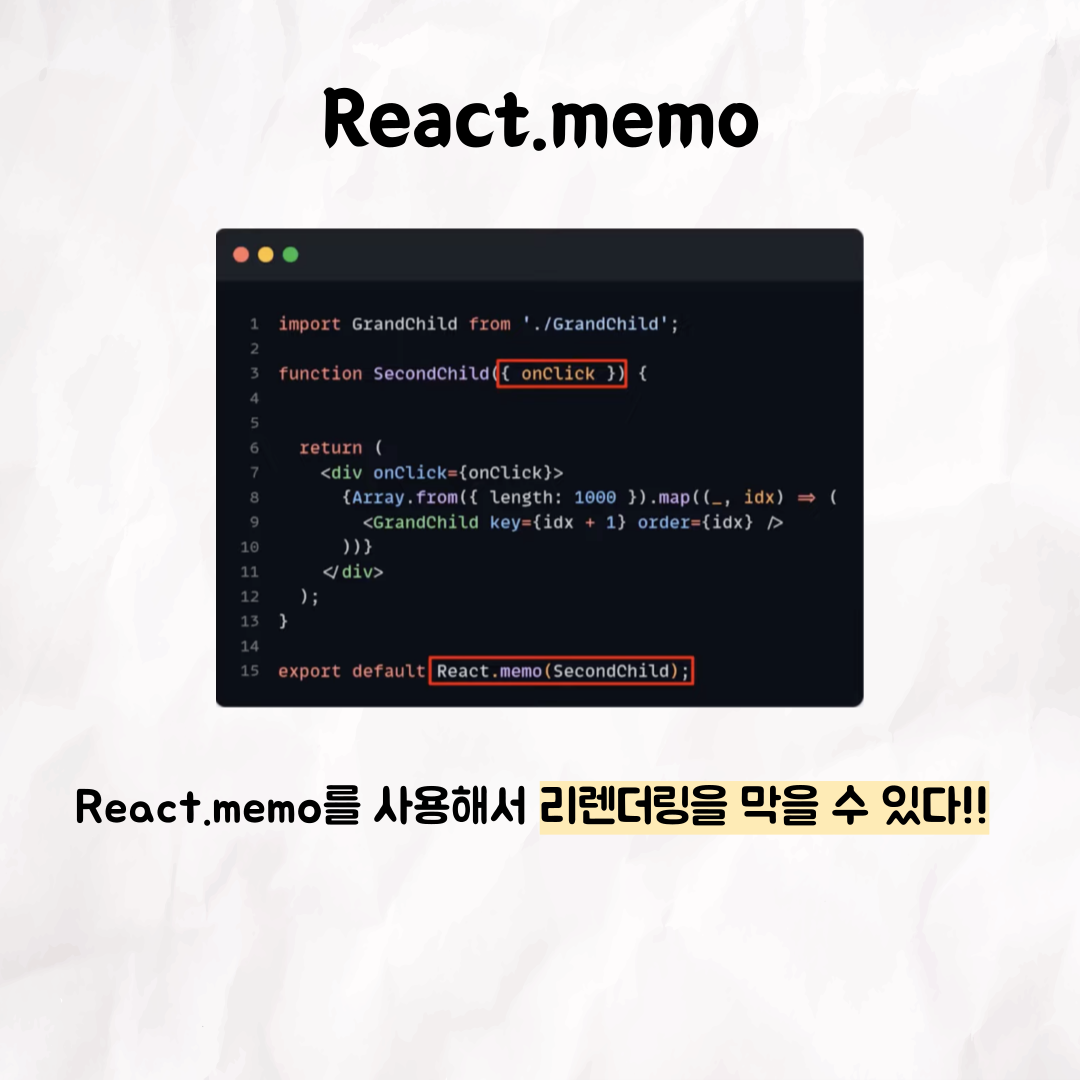 React.memo
1 import GrandChild from './GrandChild';
2
3 function SecondChild({ onClick }) {
4
5
6 return (
7 <div onClick={onClick}>
8 {Array.from({ length: 1000 }).map((_, idx) => (
9 <GrandChild key={idx + 1} order={idx} />
10 ))}
11 </div>
12 );
13 }
14
15 export default React.memo(SecondChild);
React.memo를 사용해서 리렌더링을 막을 수 있다!!